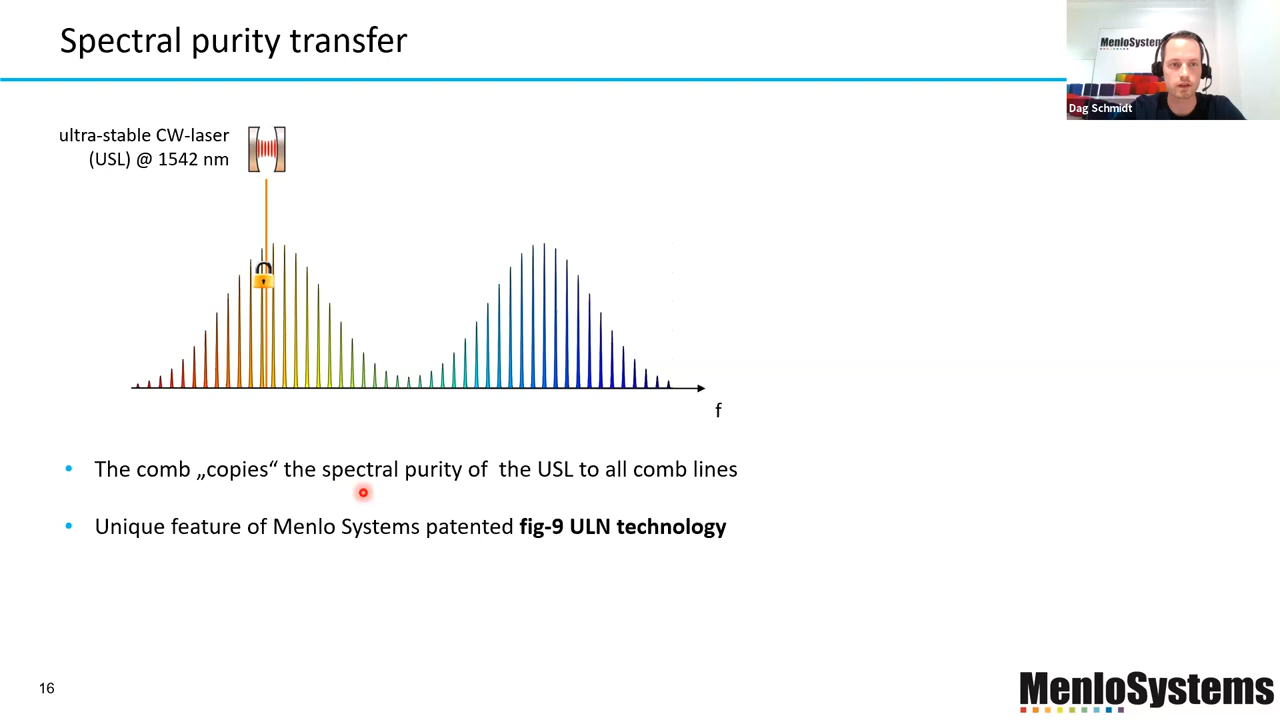 Spectral purity transfer
MenloSystem
Dag Schmidt
ultra-stable CW-laser
(USL) @ 1542 nm
f
• The comb „copies“ the spectral purity of the USL to all comb lines
• Unique feature of Menlo Systems patented fig-9 ULN technology
16
MenloSystems